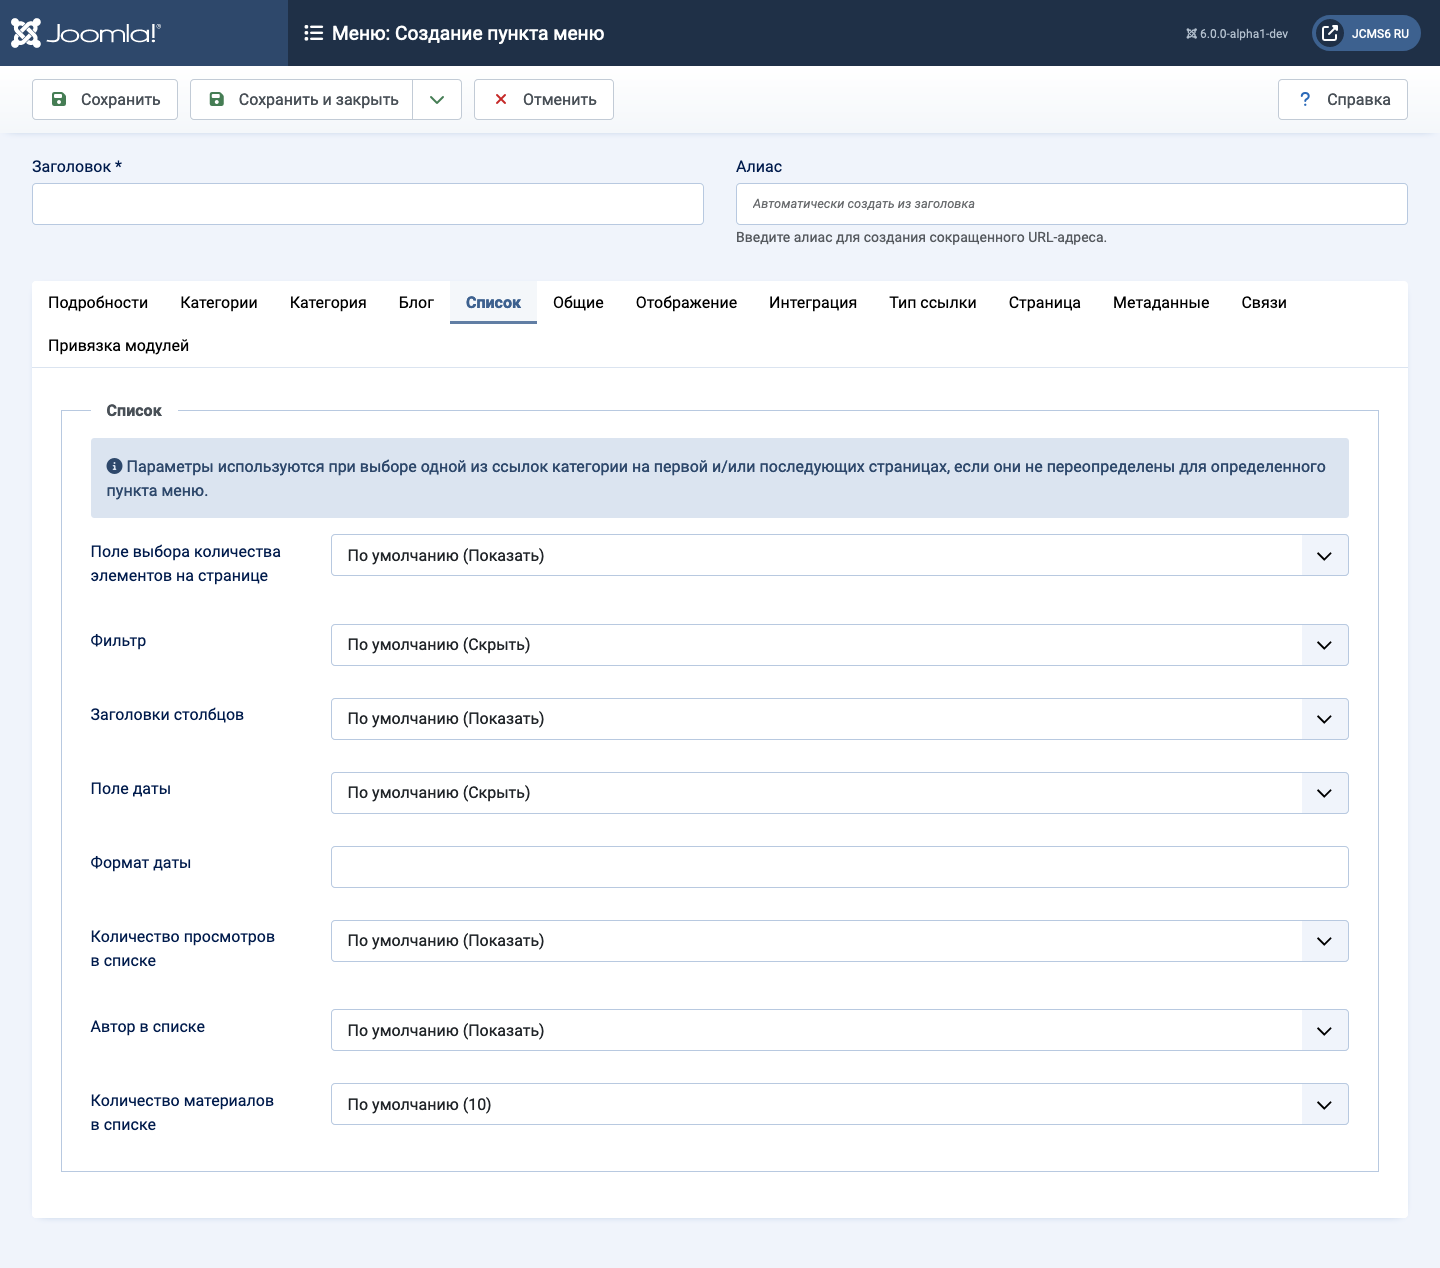 Joomla!®
Меню: Создание пункта меню
6.0.0-alpha1-dev
JCMS6 RU
Сохранить
Сохранить и закрыть
Отменить
? Справка
Заголовок *
Алиас
Автоматически создать из заголовка
Введите алиас для создания сокращенного URL-адреса.
Подробности Категории Категория Блог Список Общие Отображение Интеграция Тип ссылки Страница Метаданные Связи
Привязка модулей
Список
Параметры используются при выборе одной из ссылок категории на первой и/или последующих страницах, если они не переопределены для определенного
пункта меню.
Поле выбора количества
элементов на странице
По умолчанию (Показать)
Фильтр
По умолчанию (Скрыть)
Заголовки столбцов
По умолчанию (Показать)
Поле даты
По умолчанию (Скрыть)
Формат даты
Количество просмотров
в списке
По умолчанию (Показать)
Автор в списке
По умолчанию (Показать)
Количество материалов
в списке
По умолчанию (10)